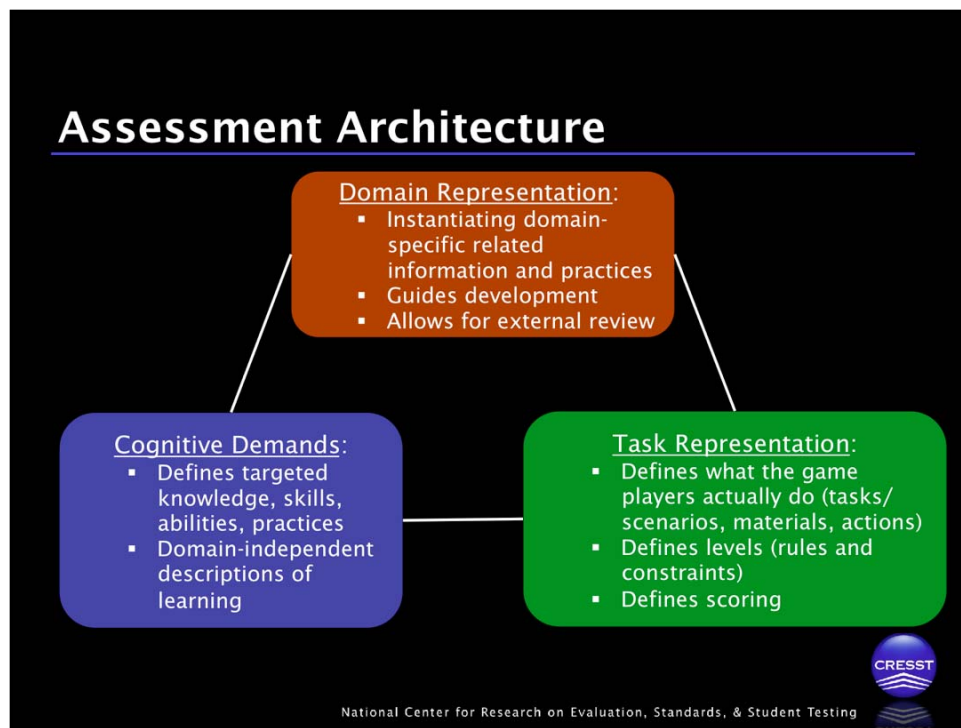 Assessment Architecture
Domain Representation:
▪ Instantiating domain-
specific related
information and practices
▪ Guides development
▪ Allows for external review
Cognitive Demands:
▪ Defines targeted
knowledge, skills,
abilities, practices
▪ Domain-independent
descriptions of
learning
Task Representation:
▪ Defines what the game
players actually do (tasks/
scenarios, materials, actions)
▪ Defines levels (rules and
constraints)
▪ Defines scoring
CRESST
National Center for Research on Evaluation, Standards, & Student Testing